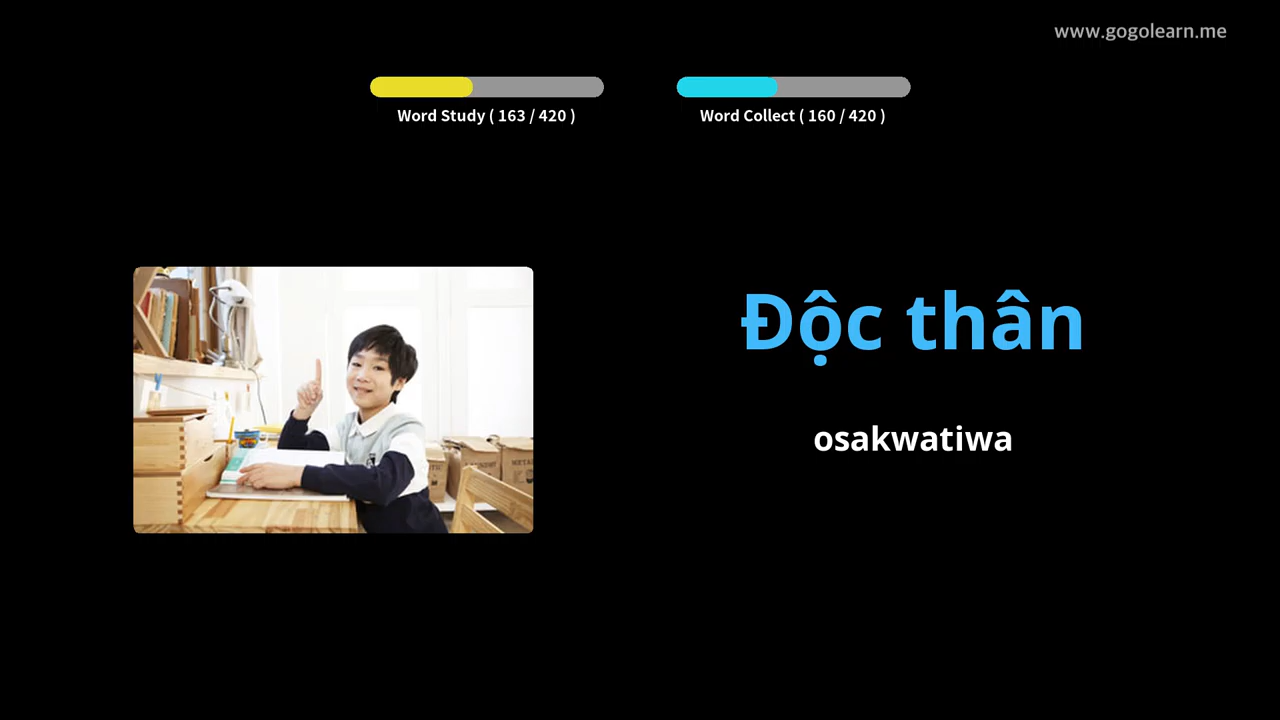 www.gogolearn.me
Word Study ( 163 / 420 )
Word Collect ( 160 / 420 )
Độc thân
osakwatiwa